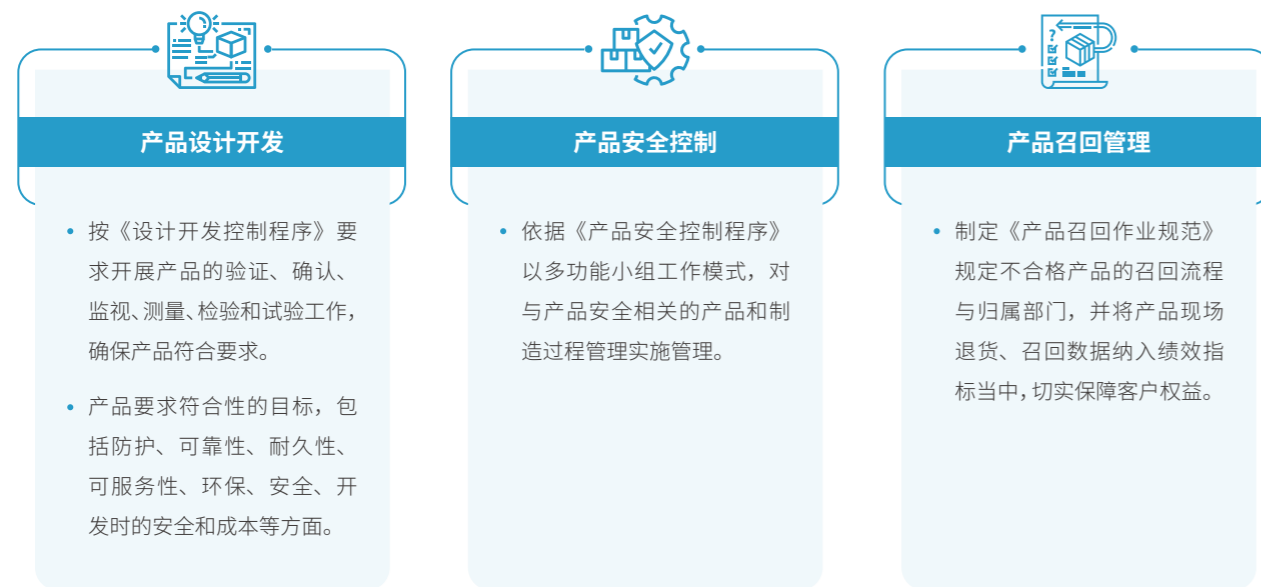 产品设计开发
• 按《设计开发控制程序》要
求开展产品的验证、确认、
监视、测量、检验和试验工作，
确保产品符合要求。
• 产品要求符合性的目标，包
括防护、可靠性、耐久性、
可服务性、环保、安全、开
发时的安全和成本等方面。
产品安全控制
• 依据《产品安全控制程序》
以多功能小组工作模式，对
与产品安全相关的产品和制
造过程管理实施管理。
产品召回管理
• 制定《产品召回作业规范》
规定不合格产品的召回流程
与归属部门，并将产品现场
退货、召回数据纳入绩效指
标当中，切实保障客户权益。